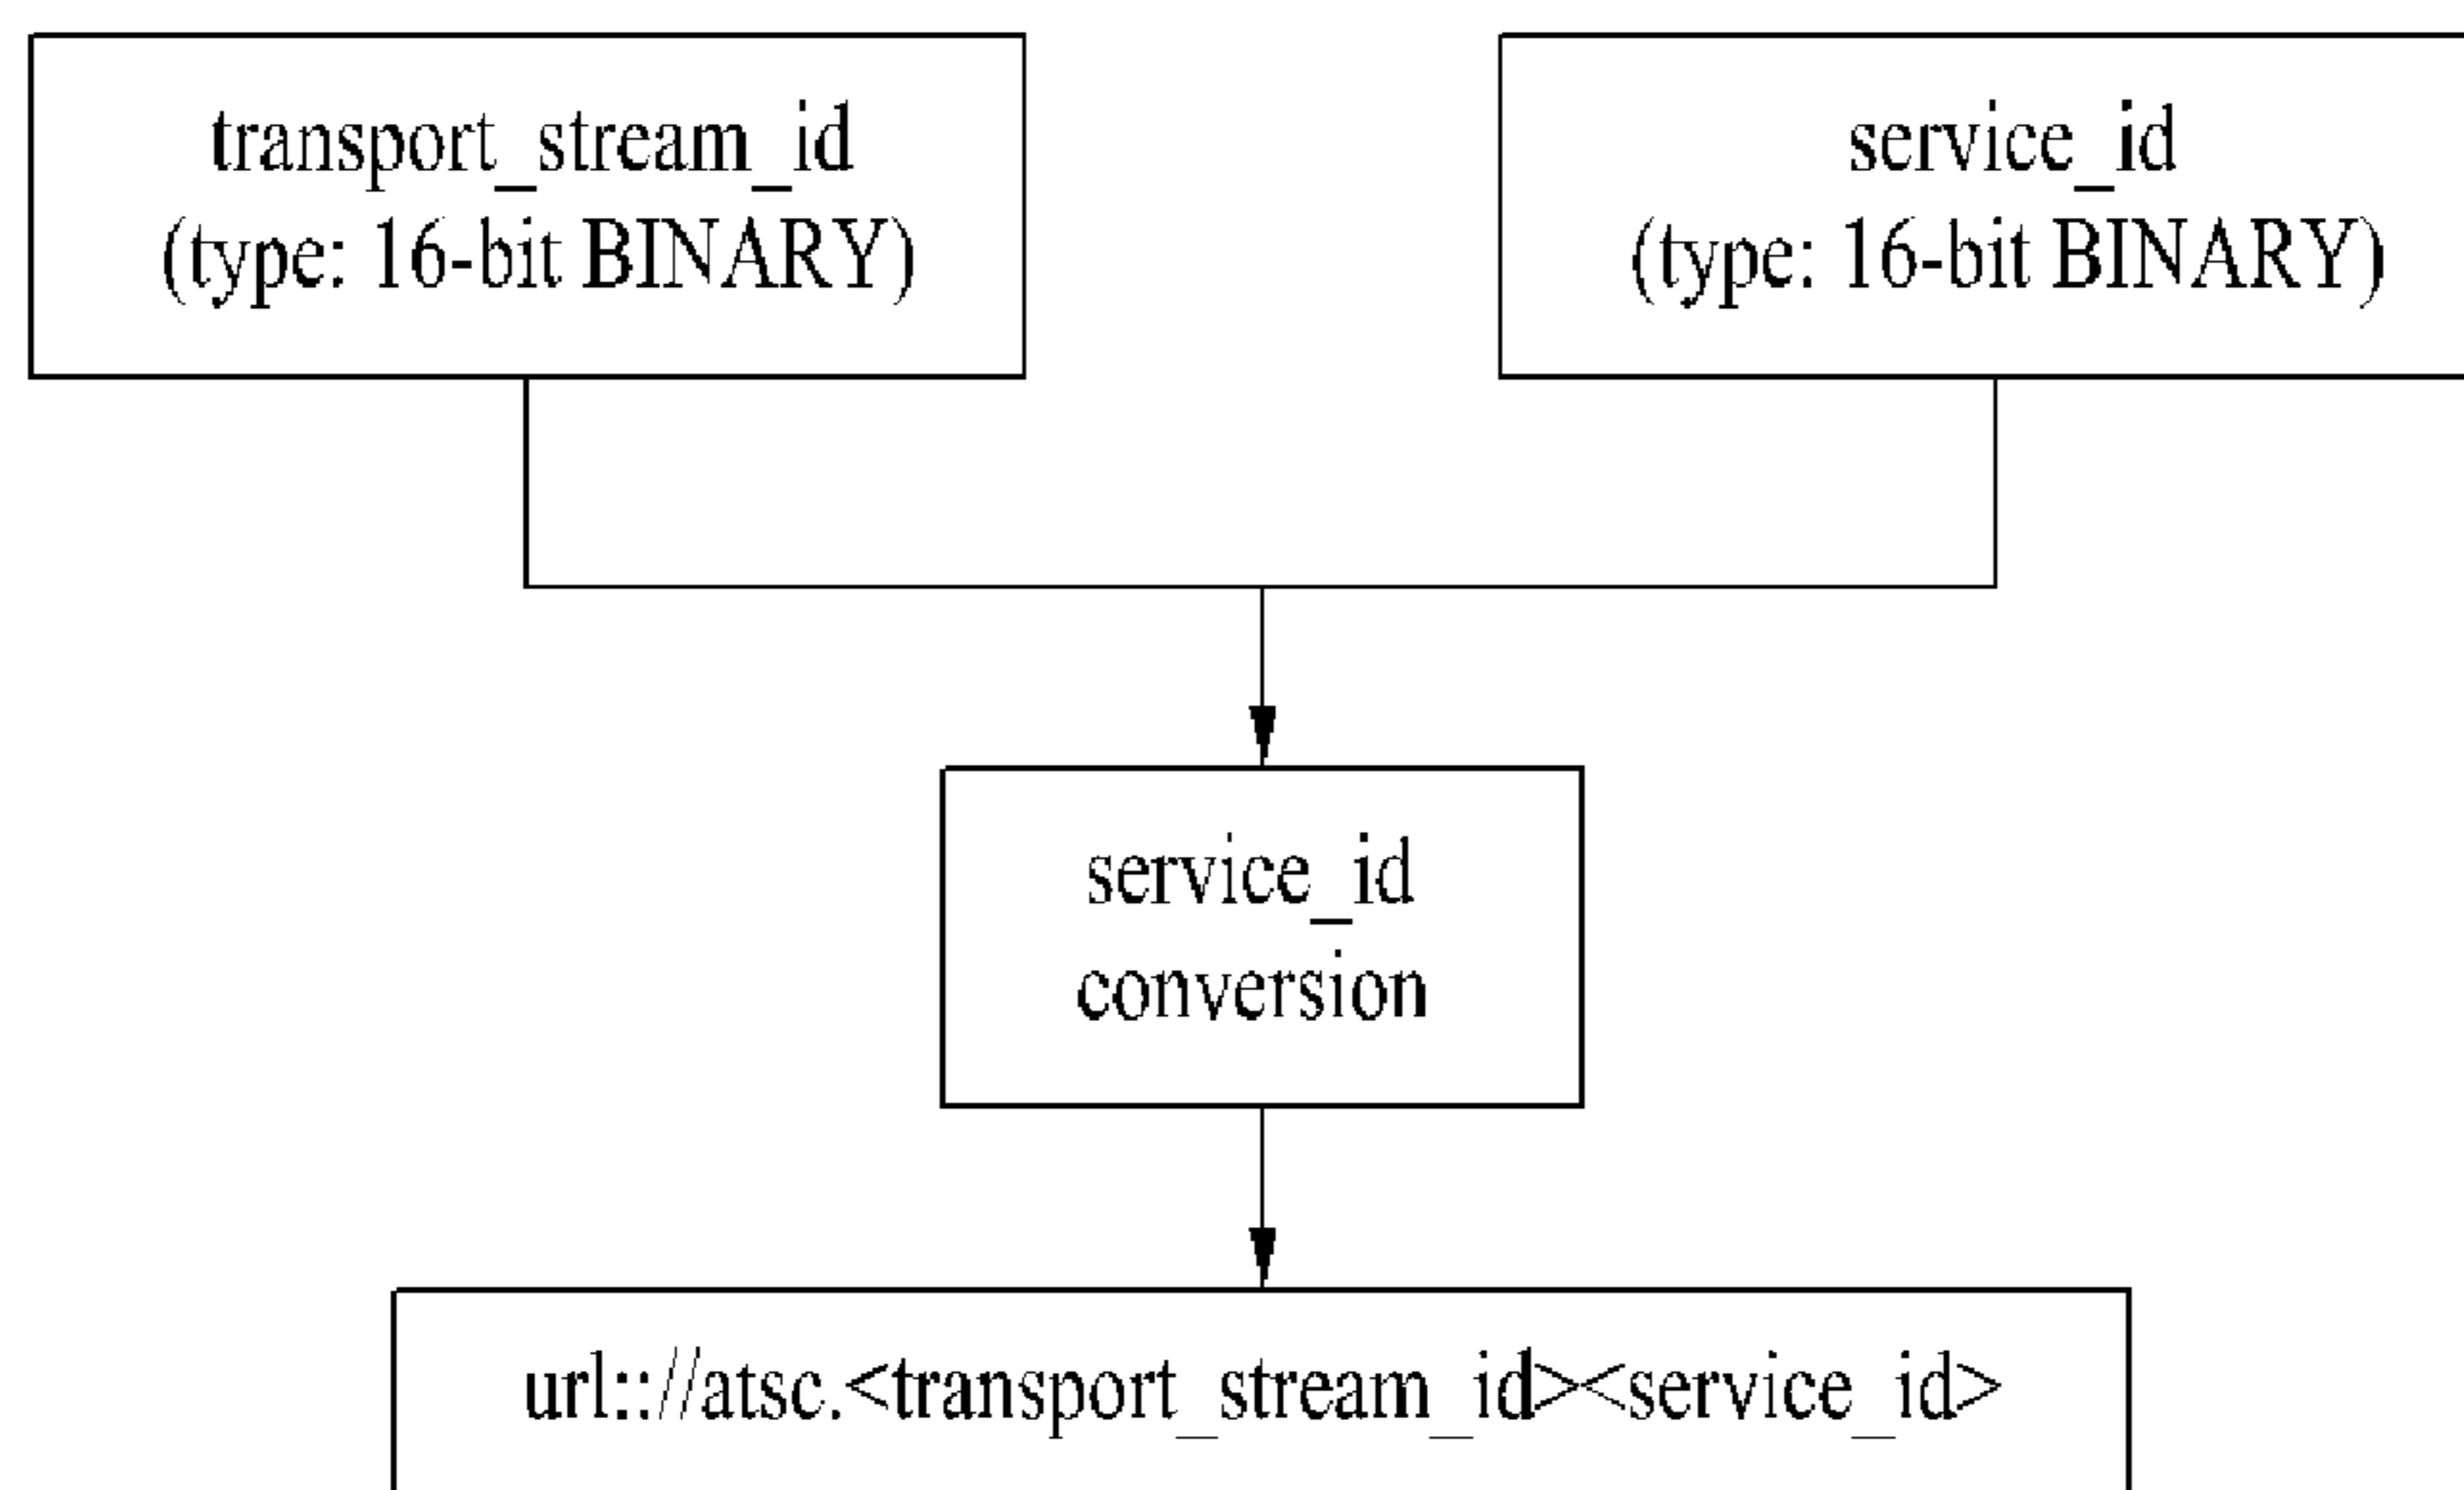 transport_stream_id
(type: 16-bit BINARY)
service_id
(type: 16-bit BINARY)
service_id
conversion
url:://atsc.<transport_stream_id><service_id>